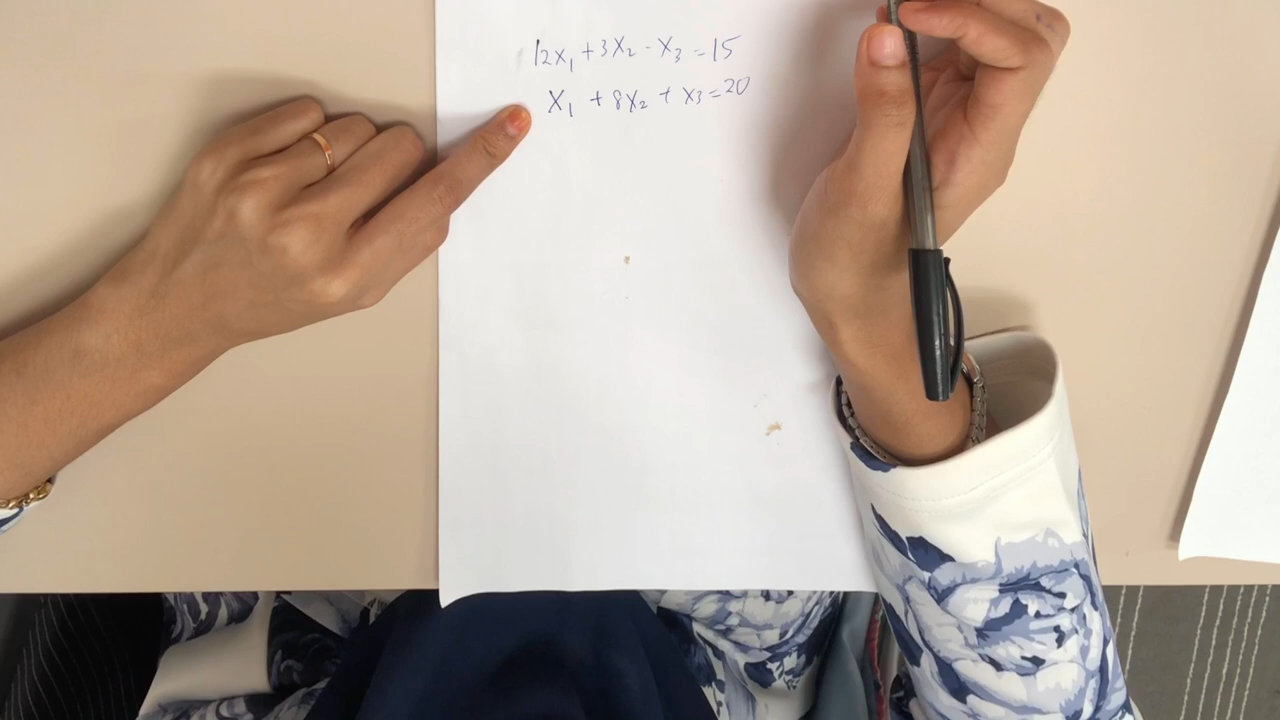 12x₁ + 3x₂ - x₃ = 15
x₁ + 8x₂ + x₃ = 20